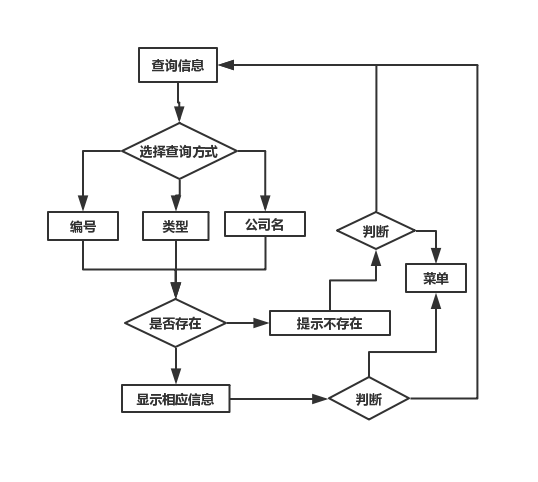 查询信息
选择查询方式
编号
类型
公司名
判断
菜单
是否存在
提示不存在
显示相应信息
判断